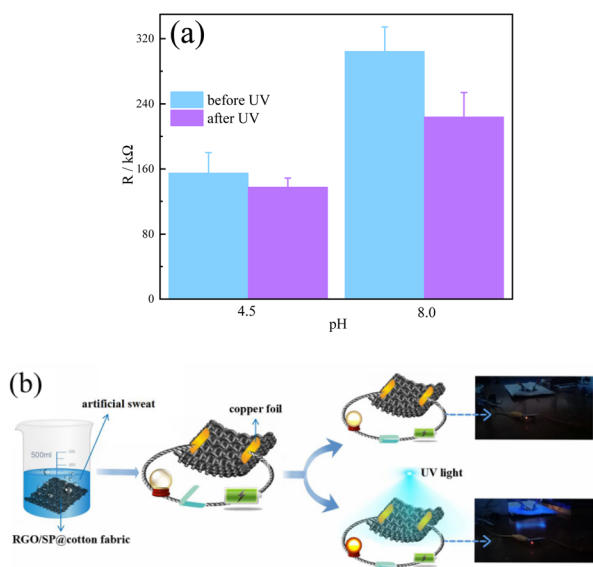 (a)
320
240
160
80
0
R / kΩ
before UV
after UV
4.5
8.0
pH
(b)
artificial sweat
500ml
RGO/SP@cotton fabric
copper foil
UV light